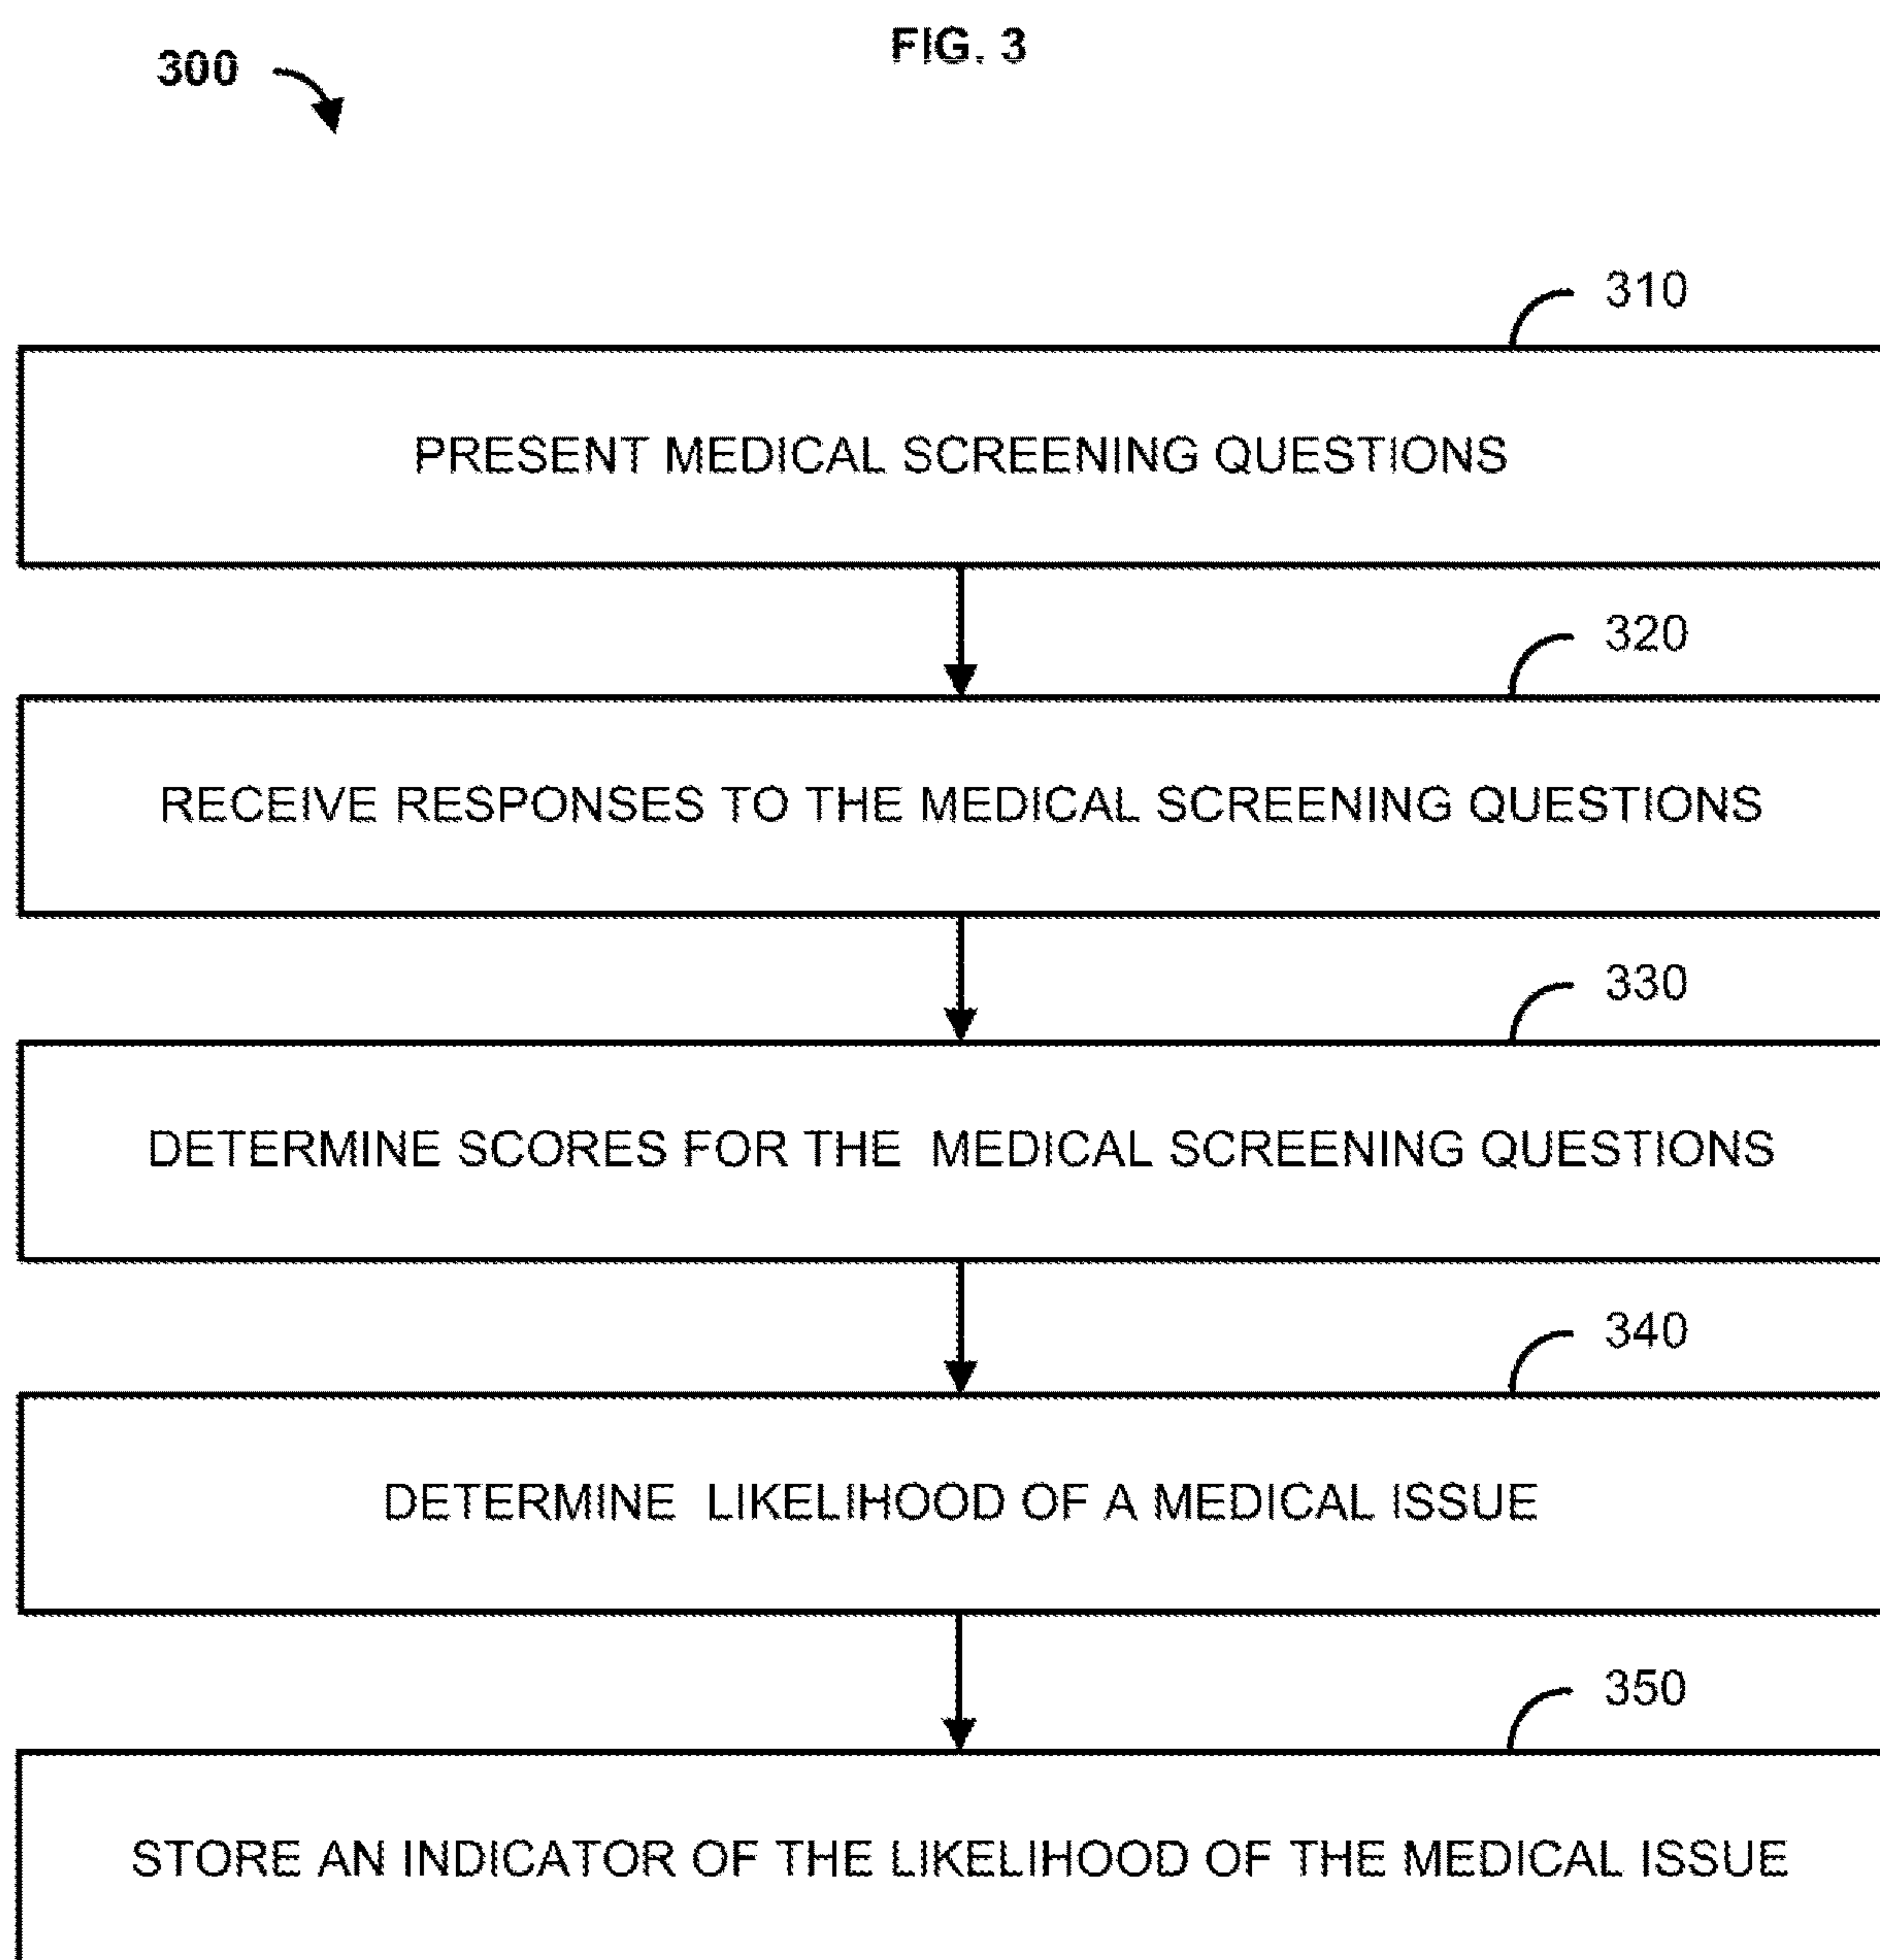 FIG. 3
300
310
PRESENT MEDICAL SCREENING QUESTIONS
320
RECEIVE RESPONSES TO THE MEDICAL SCREENING QUESTIONS
330
DETERMINE SCORES FOR THE MEDICAL SCREENING QUESTIONS
340
DETERMINE LIKELIHOOD OF A MEDICAL ISSUE
350
STORE AN INDICATOR OF THE LIKELIHOOD OF THE MEDICAL ISSUE